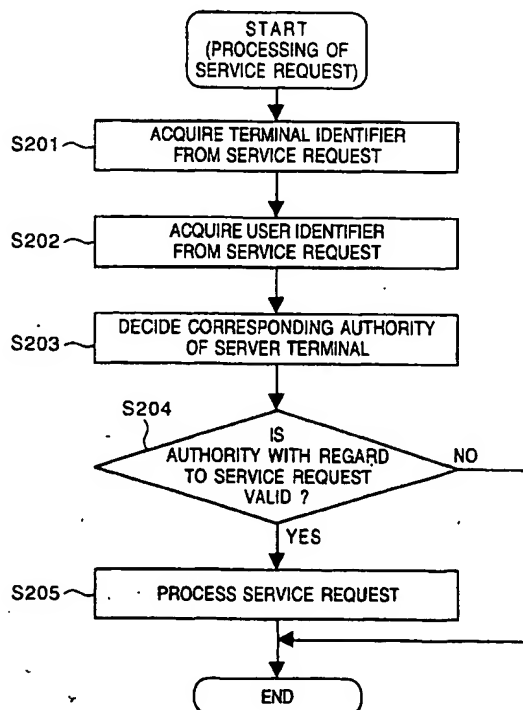 START
(PROCESSING OF
SERVICE REQUEST)
S201
ACQUIRE TERMINAL IDENTIFIER
FROM SERVICE REQUEST
S202
ACQUIRE USER IDENTIFIER
FROM SERVICE REQUEST
S203
DECIDE CORRESPONDING AUTHORITY
OF SERVER TERMINAL
S204
IS
AUTHORITY WITH REGARD
TO SERVICE REQUEST
VALID ?
NO
YES
S205
PROCESS SERVICE REQUEST
END